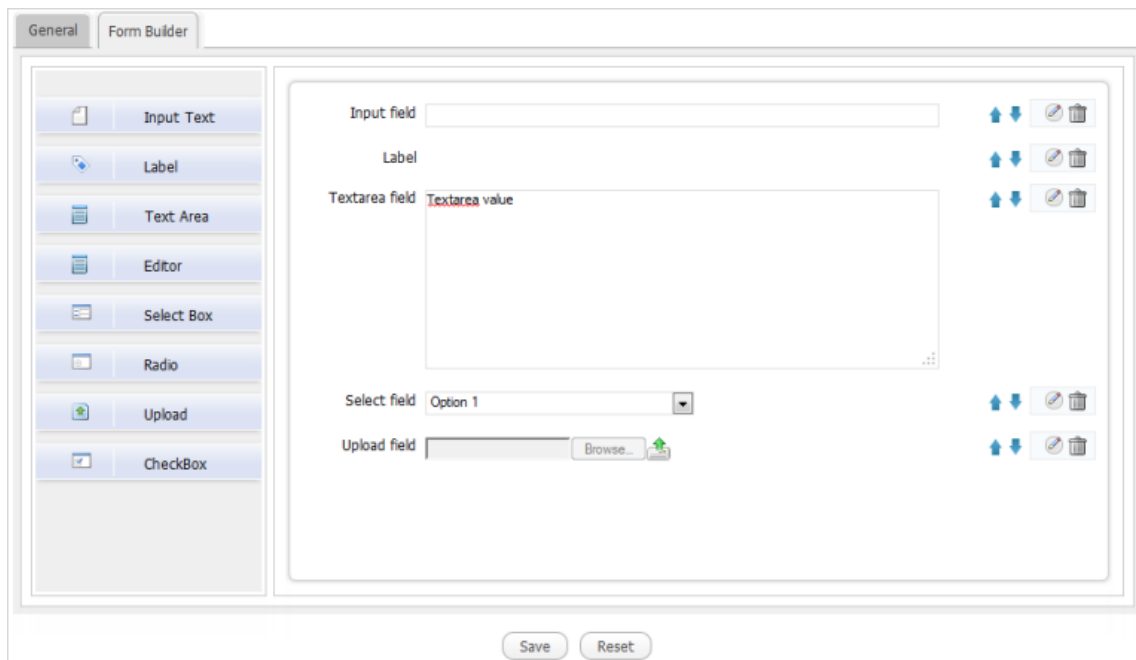 General Form Builder
Input Text
Label
Text Area
Editor
Select Box
Radio
Upload
CheckBox
Input field
Label
Textarea field Textarea value
Select field Option 1
Upload field Browse...
Save Reset